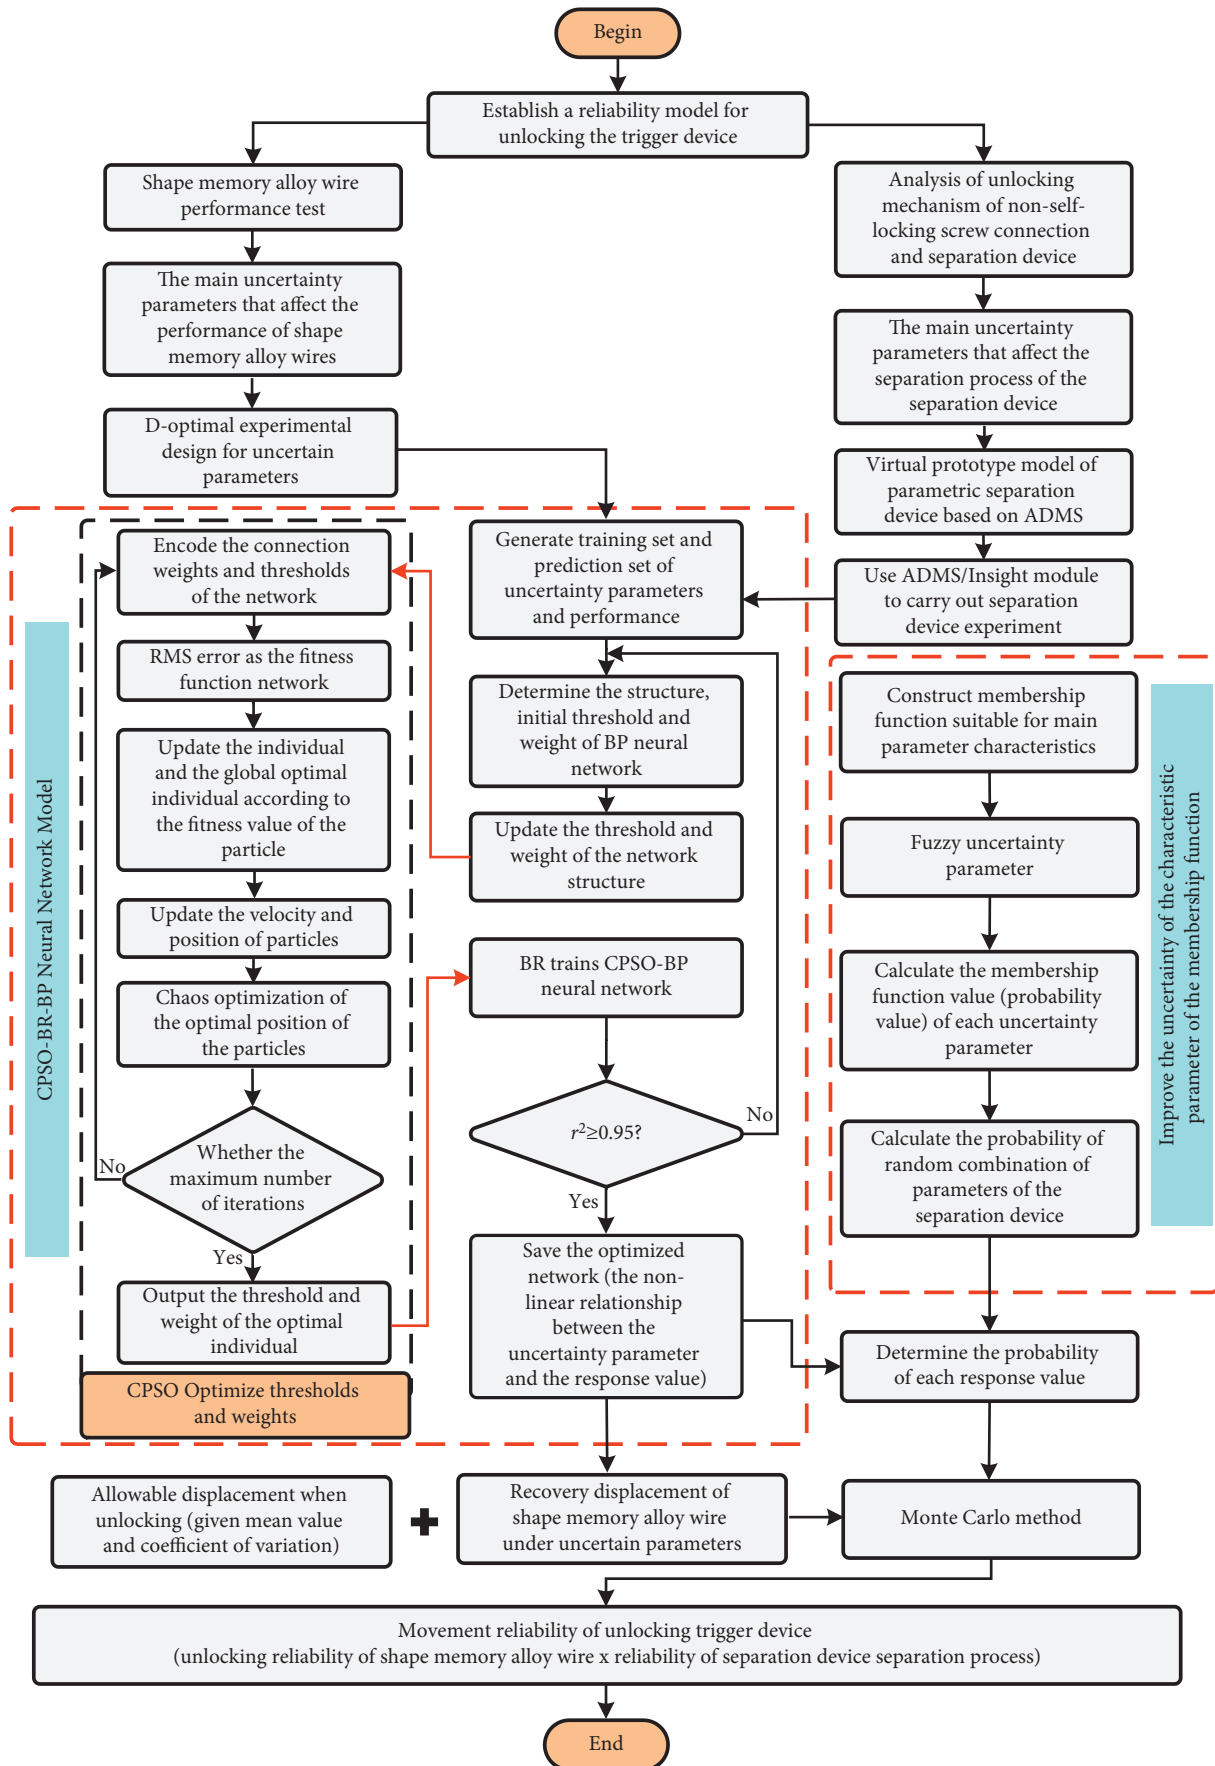 Begin
Establish a reliability model for
unlocking the trigger device
Shape memory alloy wire
performance test
The main uncertainty
parameters that affect the
performance of shape
memory alloy wires
D-optimal experimental
design for uncertain
parameters
Analysis of unlocking
mechanism of non-self-
locking screw connection
and separation device
The main uncertainty
parameters that affect the
separation process of the
separation device
Virtual prototype model of
parametric separation
device based on ADMS
Use ADMS/Insight module
to carry out separation
device experiment
CPSO-BR-BP Neural Network Model
Encode the connection
weights and thresholds
of the network
RMS error as the fitness
function network
Update the individual
and the global optimal
individual according to
the fitness value of the
particle
Update the velocity and
position of particles
Chaos optimization of
the optimal position of
the particles
Whether the
maximum number
of iterations
No
Yes
Output the threshold and
weight of the optimal
individual
CPSO Optimize thresholds
and weights
Generate training set and
prediction set of
uncertainty parameters
and performance
Determine the structure,
initial threshold and
weight of BP neural
network
Update the threshold and
weight of the network
structure
BR trains CPSO-BP
neural network
r²≥0.95?
No
Yes
Save the optimized
network (the non-
linear relationship
between the
uncertainty parameter
and the response value)
Construct membership
function suitable for main
parameter characteristics
Fuzzy uncertainty
parameter
Calculate the membership
function value (probability
value) of each uncertainty
parameter
Calculate the probability of
random combination of
parameters of the
separation device
Improve the uncertainty of the characteristic
parameter of the membership function
Determine the probability
of each response value
Allowable displacement when
unlocking (given mean value
and coefficient of variation)
Recovery displacement of
shape memory alloy wire
under uncertain parameters
Monte Carlo method
Movement reliability of unlocking trigger device
(unlocking reliability of shape memory alloy wire x reliability of separation device separation process)
End